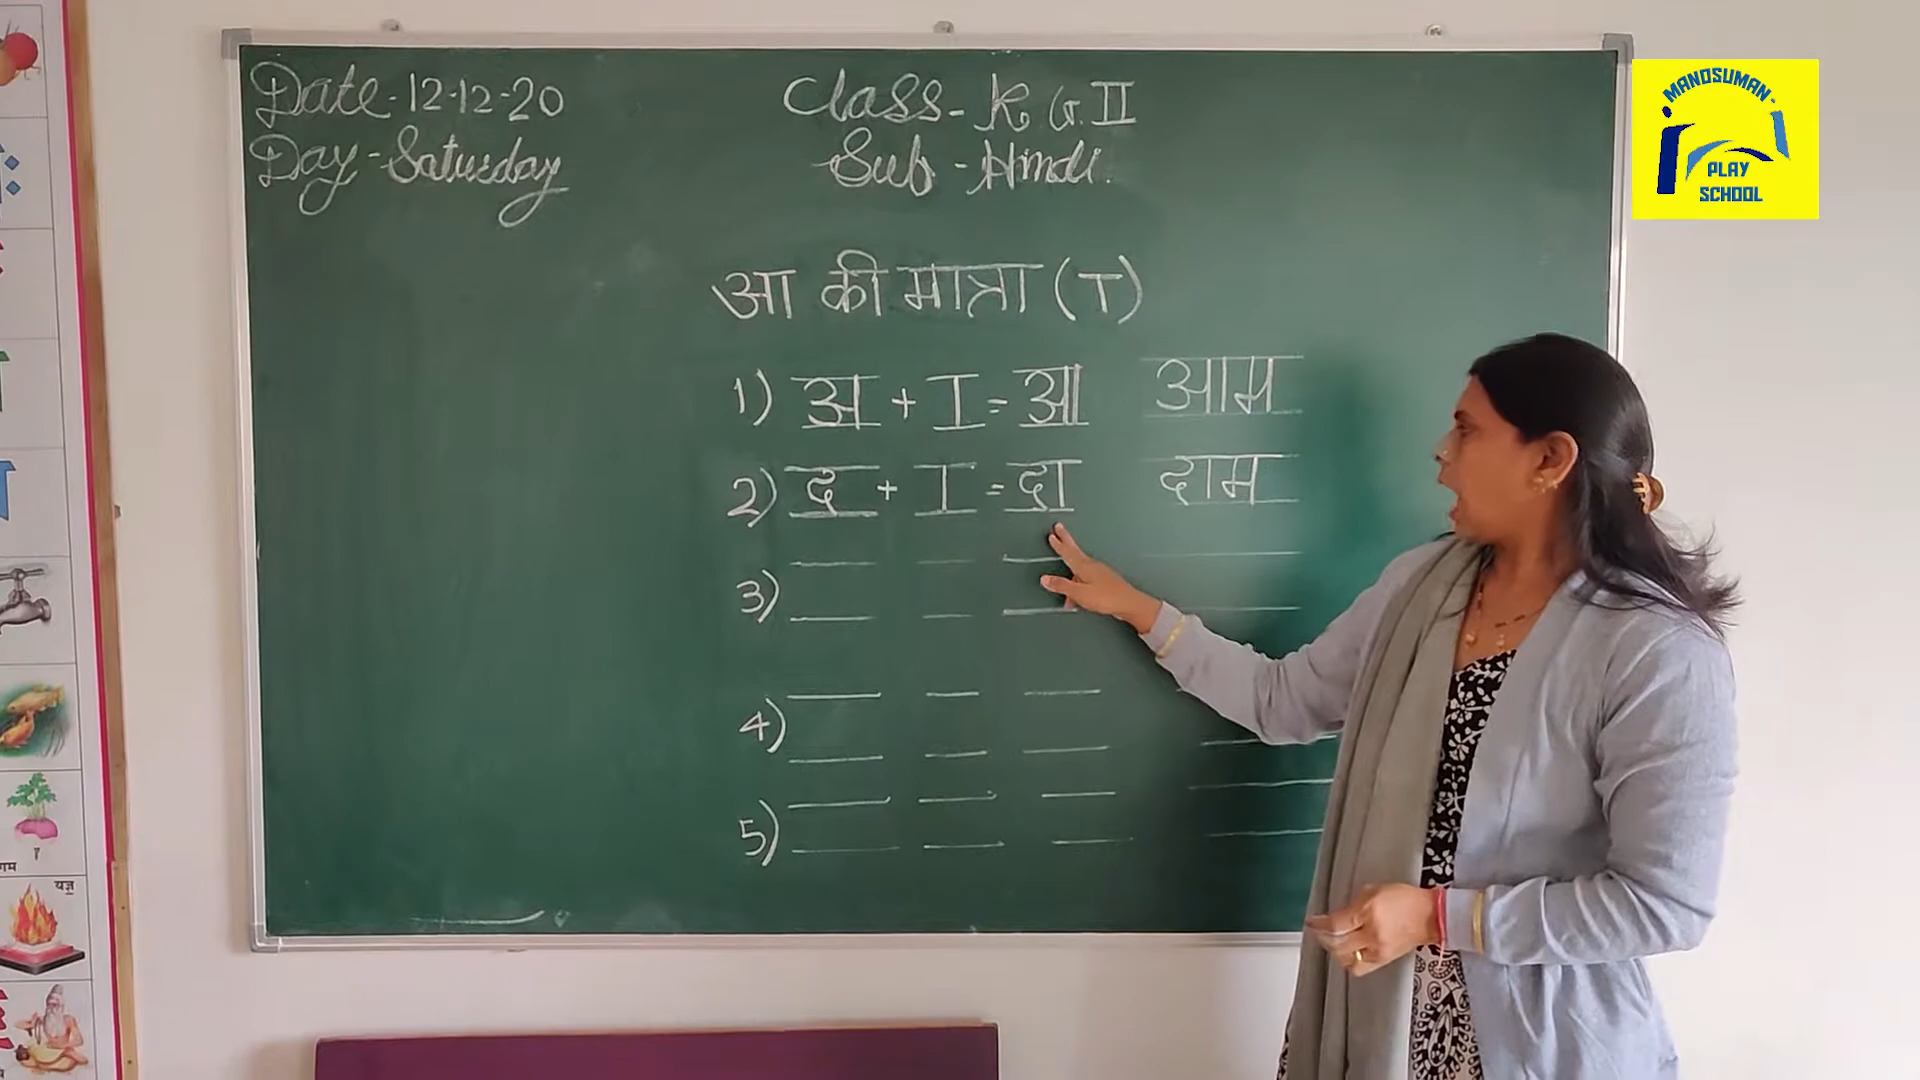 Date-12-12-20
Day-Saturday
Class-K.G.II
Sub-Hindi.
आ की मात्रा (ा)
1) अ + ा = आ आम
2) द + ा = दा दाम
3)
4)
5)
MANOSUMAN
PLAY
SCHOOL
यज्ञ